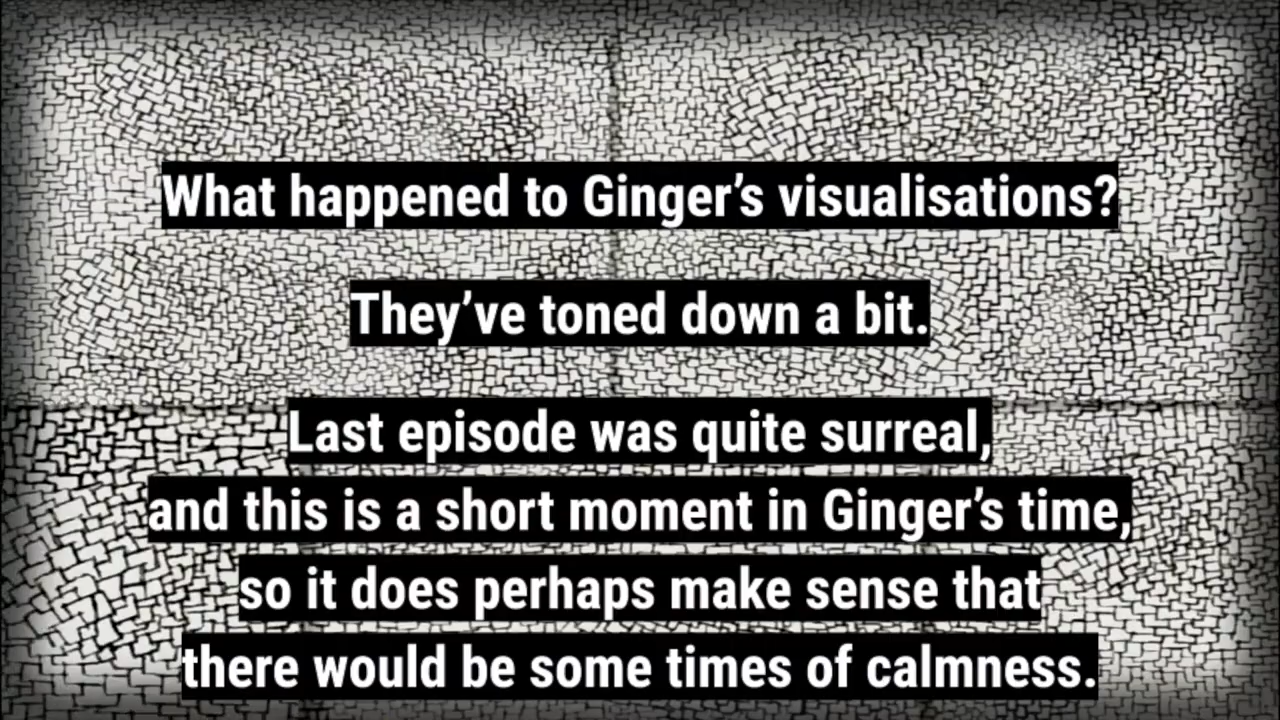 What happened to Ginger’s visualisations?
They’ve toned down a bit.
Last episode was quite surreal,
and this is a short moment in Ginger’s time,
so it does perhaps make sense that
there would be some times of calmness.